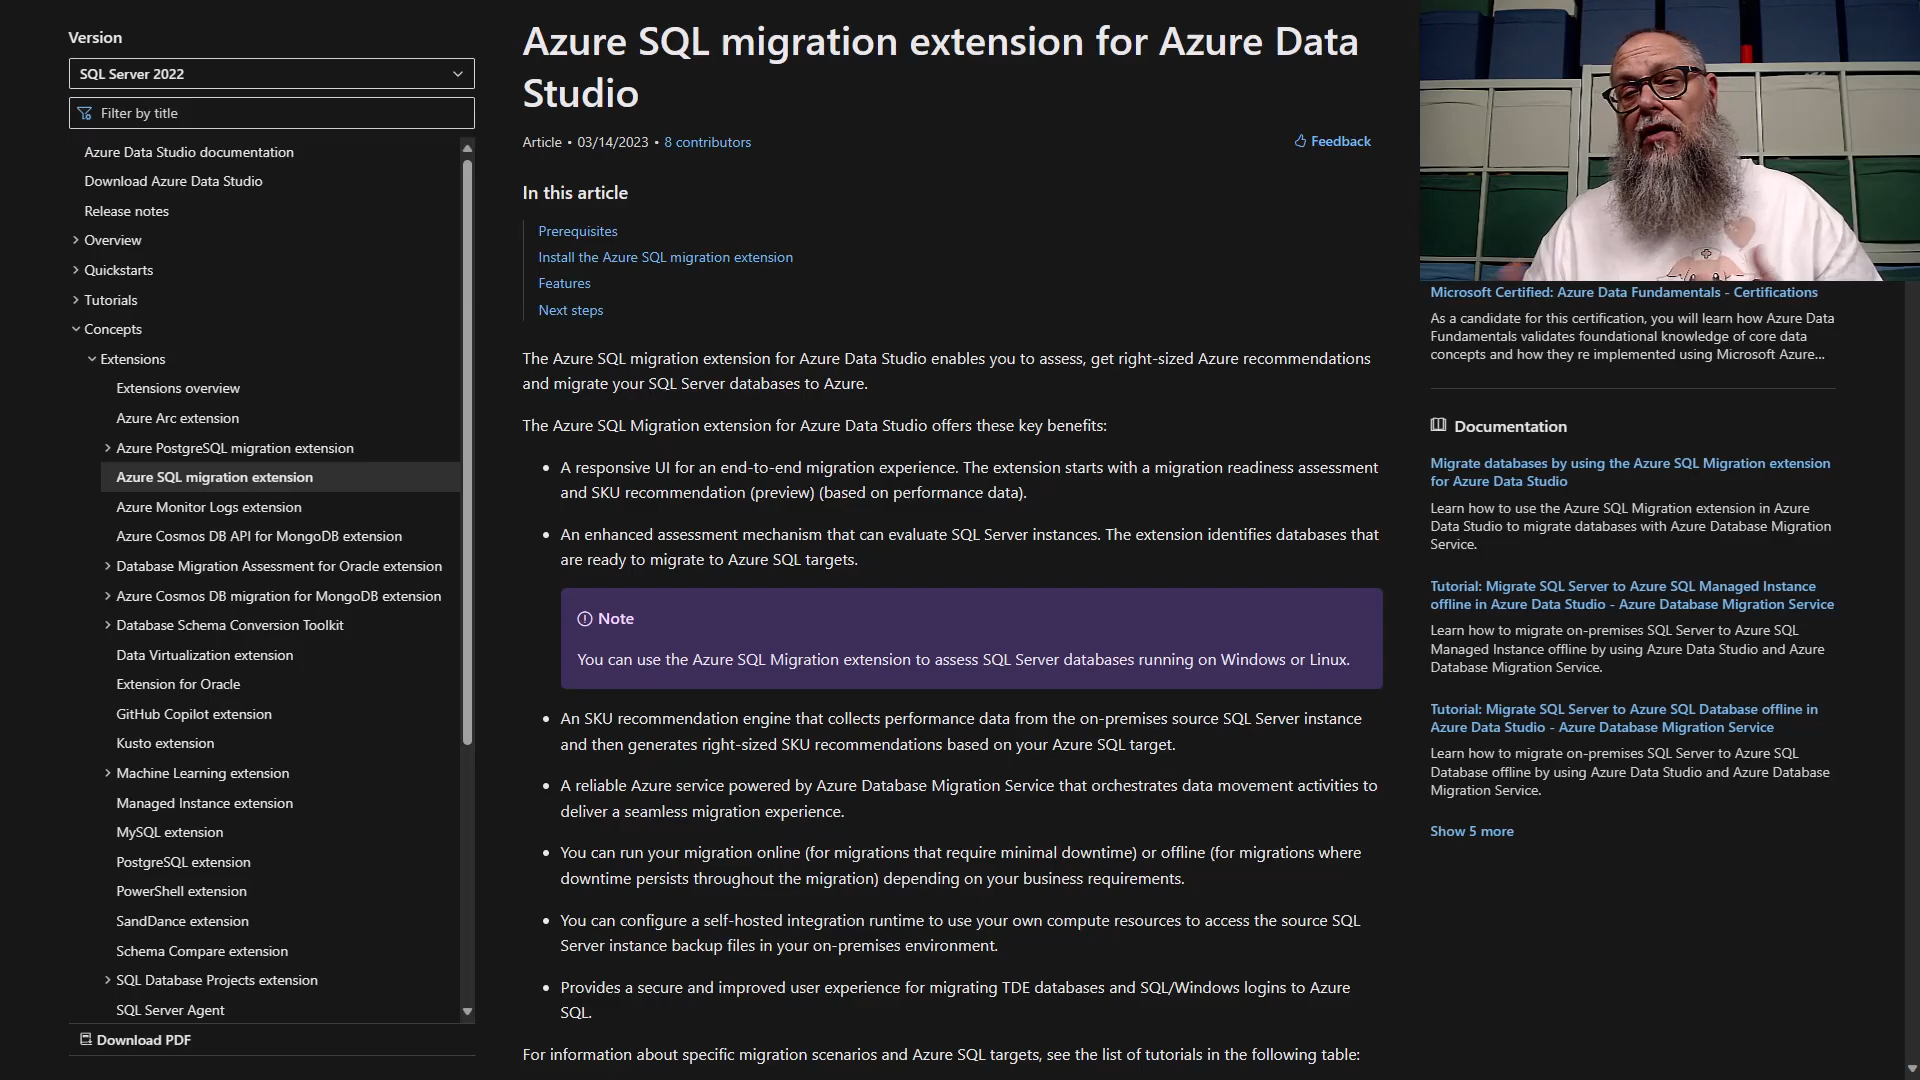 Version
SQL Server 2022
Filter by title
Azure Data Studio documentation
Download Azure Data Studio
Release notes
Overview
Quickstarts
Tutorials
Concepts
Extensions
Extensions overview
Azure Arc extension
Azure PostgreSQL migration extension
Azure SQL migration extension
Azure Monitor Logs extension
Azure Cosmos DB API for MongoDB extension
Database Migration Assessment for Oracle extension
Azure Cosmos DB migration for MongoDB extension
Database Schema Conversion Toolkit
Data Virtualization extension
Extension for Oracle
GitHub Copilot extension
Kusto extension
Machine Learning extension
Managed Instance extension
MySQL extension
PostgreSQL extension
PowerShell extension
SandDance extension
Schema Compare extension
SQL Database Projects extension
SQL Server Agent
Download PDF
Azure SQL migration extension for Azure Data
Studio
Article • 03/14/2023 • 8 contributors
Feedback
In this article
Prerequisites
Install the Azure SQL migration extension
Features
Next steps
The Azure SQL migration extension for Azure Data Studio enables you to assess, get right-sized Azure recommendations
and migrate your SQL Server databases to Azure.
The Azure SQL Migration extension for Azure Data Studio offers these key benefits:
• A responsive UI for an end-to-end migration experience. The extension starts with a migration readiness assessment
and SKU recommendation (preview) (based on performance data).
• An enhanced assessment mechanism that can evaluate SQL Server instances. The extension identifies databases that
are ready to migrate to Azure SQL targets.
Note
You can use the Azure SQL Migration extension to assess SQL Server databases running on Windows or Linux.
• An SKU recommendation engine that collects performance data from the on-premises source SQL Server instance
and then generates right-sized SKU recommendations based on your Azure SQL target.
• A reliable Azure service powered by Azure Database Migration Service that orchestrates data movement activities to
deliver a seamless migration experience.
• You can run your migration online (for migrations that require minimal downtime) or offline (for migrations where
downtime persists throughout the migration) depending on your business requirements.
• You can configure a self-hosted integration runtime to use your own compute resources to access the source SQL
Server instance backup files in your on-premises environment.
• Provides a secure and improved user experience for migrating TDE databases and SQL/Windows logins to Azure
SQL.
For information about specific migration scenarios and Azure SQL targets, see the list of tutorials in the following table:
Microsoft Certified: Azure Data Fundamentals - Certifications
As a candidate for this certification, you will learn how Azure Data
Fundamentals validates foundational knowledge of core data
concepts and how they re implemented using Microsoft Azure...
Documentation
Migrate databases by using the Azure SQL Migration extension
for Azure Data Studio
Learn how to use the Azure SQL Migration extension in Azure
Data Studio to migrate databases with Azure Database Migration
Service.
Tutorial: Migrate SQL Server to Azure SQL Managed Instance
offline in Azure Data Studio - Azure Database Migration Service
Learn how to migrate on-premises SQL Server to Azure SQL
Managed Instance offline by using Azure Data Studio and Azure
Database Migration Service.
Tutorial: Migrate SQL Server to Azure SQL Database offline in
Azure Data Studio - Azure Database Migration Service
Learn how to migrate on-premises SQL Server to Azure SQL
Database offline by using Azure Data Studio and Azure Database
Migration Service.
Show 5 more